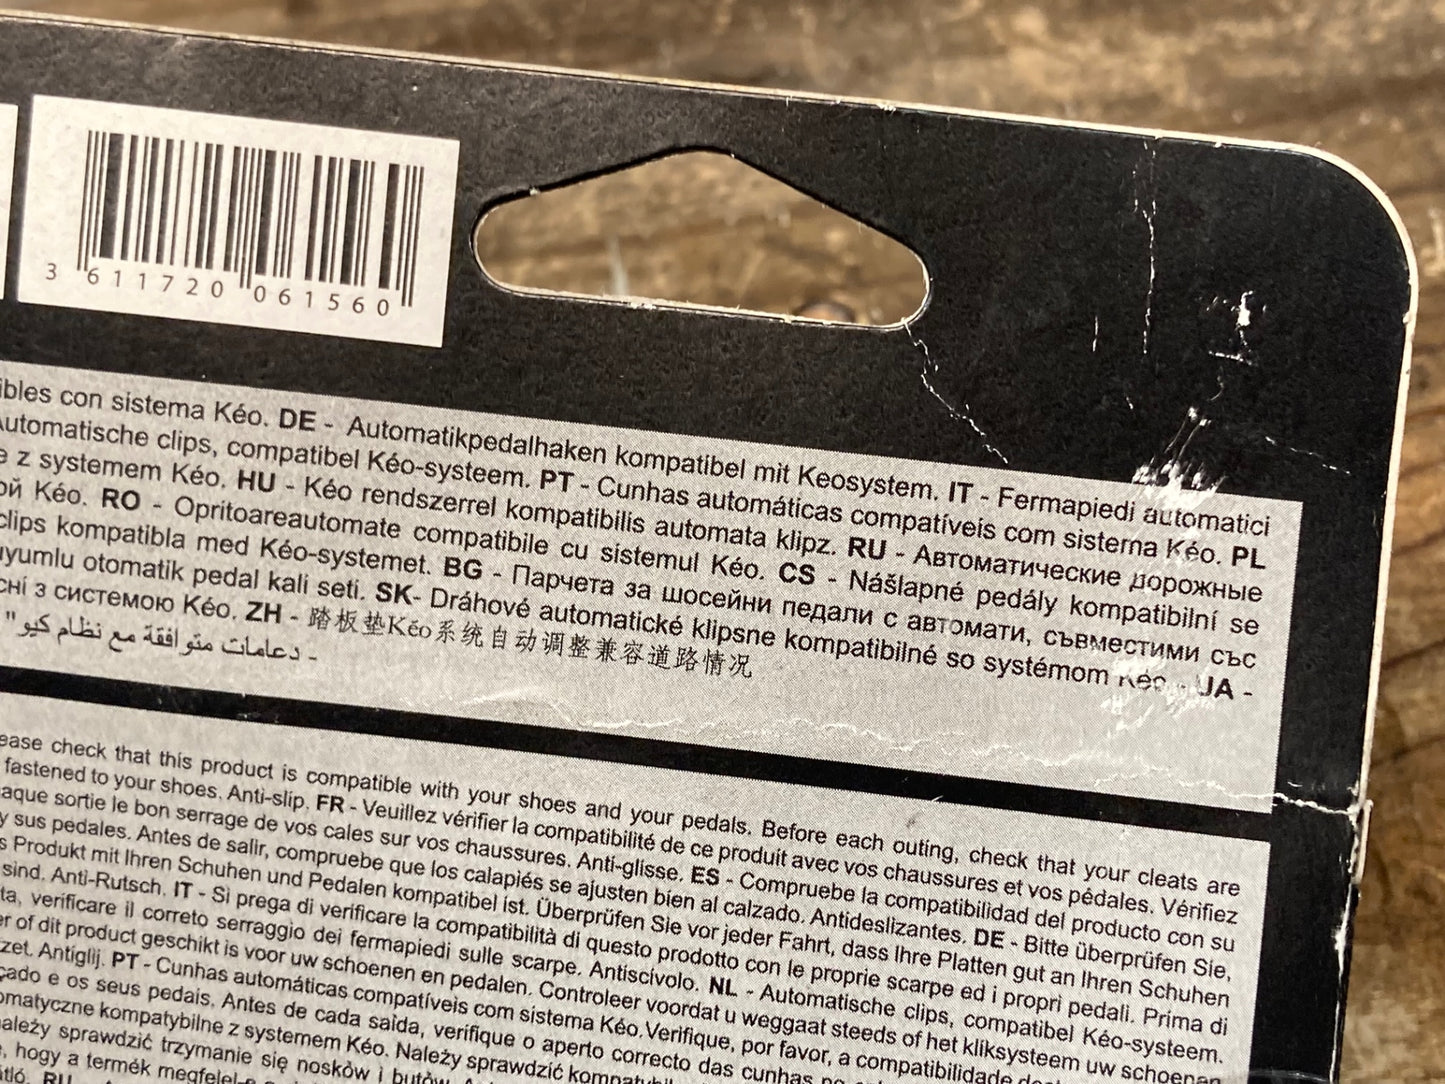 3 611720 061560
ibles con sistema Kéo. DE - Automatikpedalhaken kompatibel mit Keosystem. IT - Fermapiedi automatici
Automatische clips, compatibel Kéo-systeem. PT - Cunhas automáticas compatíveis com sistema Kéo. PL
e z systemem Kéo. HU - Kéo rendszerrel kompatibilis automata klipz. RU - Автоматические дорожные
ой Kéo. RO - Opritoareautomate compatibile cu sistemul Kéo. CS - Nášlapné pedály kompatibilní se
clips kompatibla med Kéo-systemet. BG - Парчета за шосейни педали с автомати, съвместими със
uyumlu otomatik pedal kali seti. SK- Dráhové automatické klipsne kompatibilné so systémom Kéo - JA -
сні з системою Kéo. ZH - 踏板垫Kéo系统自动调整兼容道路情况
- دعامات متوافقة مع نظام كيو"
ease check that this product is compatible with your shoes and your pedals. Before each outing, check that your cleats are
fastened to your shoes. Anti-slip. FR - Veuillez vérifier la compatibilité de ce produit avec vos chaussures et vos pédales. Vérifiez
aque sortie le bon serrage de vos cales sur vos chaussures. Anti-glisse. ES - Compruebe la compatibilidad del producto con su
y sus pedales. Antes de salir, compruebe que los calapiés se ajusten bien al calzado. Antideslizantes. DE - Bitte überprüfen Sie,
s Produkt mit Ihren Schuhen und Pedalen kompatibel ist. Überprüfen Sie vor jeder Fahrt, dass Ihre Platten gut an Ihren Schuhen
sind. Anti-Rutsch. IT - Si prega di verificare la compatibilità di questo prodotto con le proprie scarpe ed i propri pedali. Prima di
ta, verificare il correto serraggio dei fermapiedi sulle scarpe. Antiscivolo. NL - Automatische clips, compatibel Kéo-systeem.
er of dit product geschikt is voor uw schoenen en pedalen. Controleer voordat u weggaat steeds of het kliksysteem uw schoenen
zet. Antiglij. PT - Cunhas automáticas compatíveis com sistema Kéo. Verifique, por favor, a compatibilidade
çado e os seus pedais. Antes de cada saída, verifique o aperto correcto das cunhas
omatyczne kompatybilne z systemem Kéo. Należy sprawdzić
należy sprawdzić trzymanie się nosków i butów.
, hogy a termék
RU